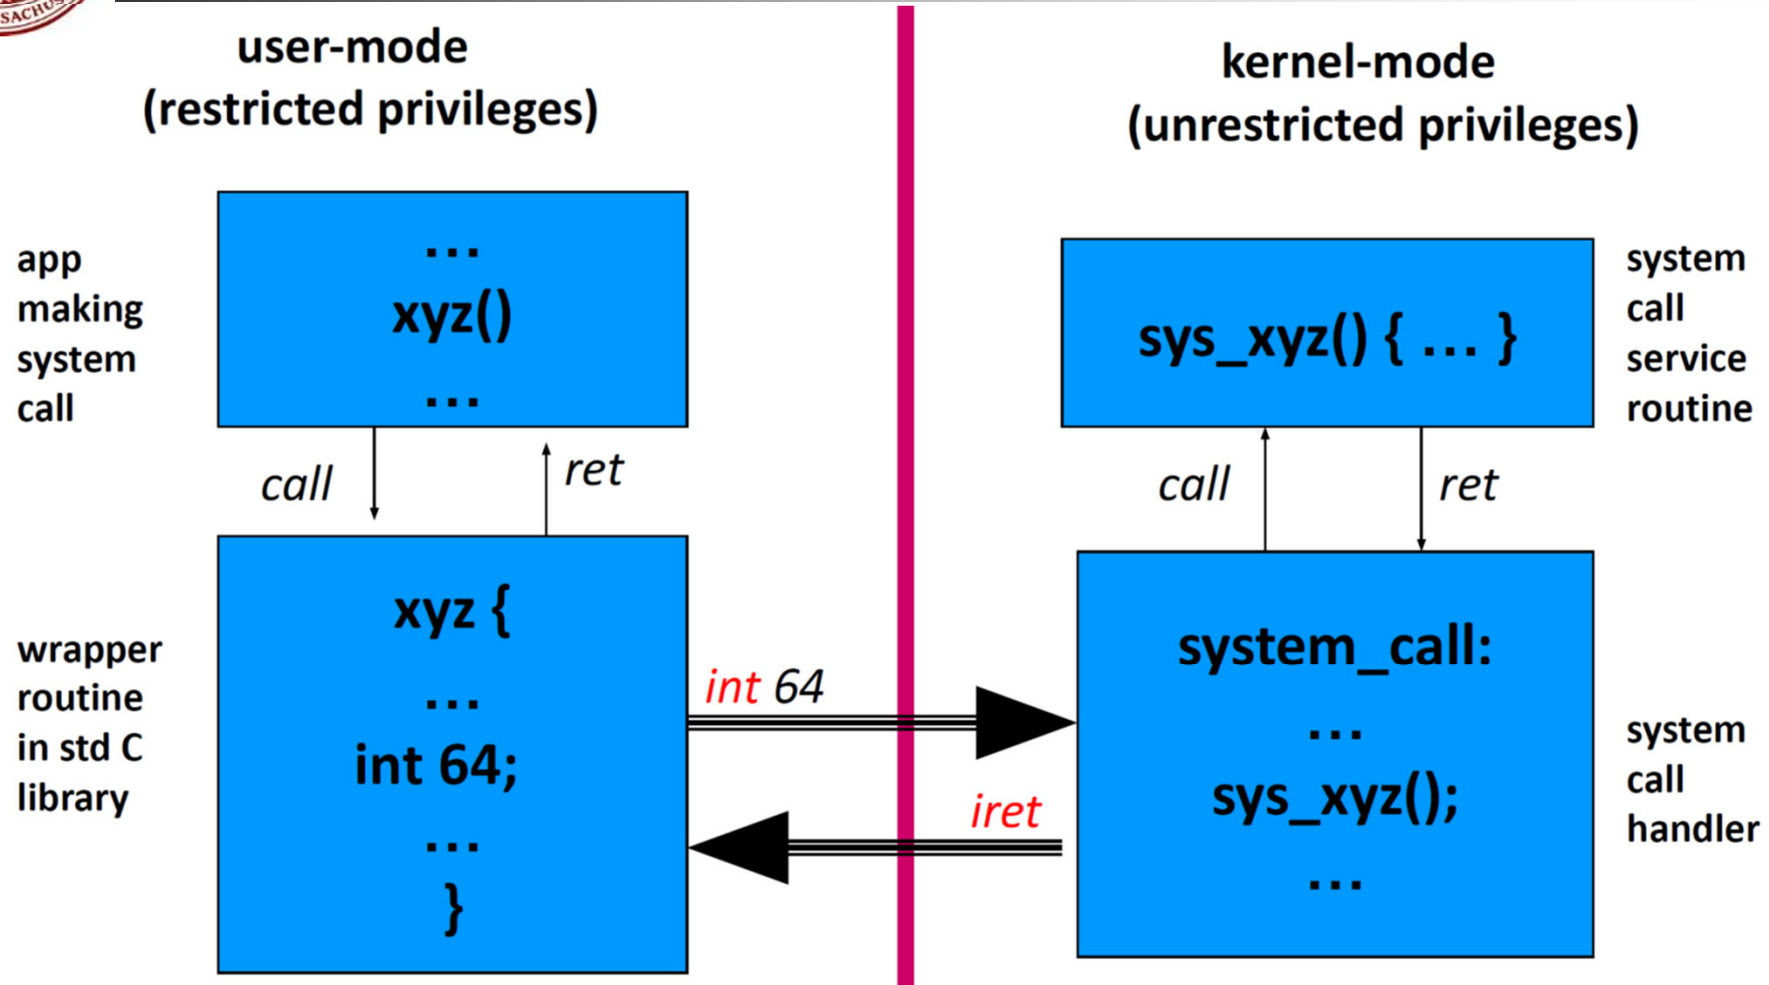 SACHUS
user-mode
(restricted privileges)
kernel-mode
(unrestricted privileges)
app
making
system
call
...
xyz()
...
sys_xyz() { ... }
system
call
service
routine
call
ret
call
ret
wrapper
routine
in std C
library
xyz {
...
int 64;
...
}
int 64
iret
system_call:
...
sys_xyz();
...
system
call
handler